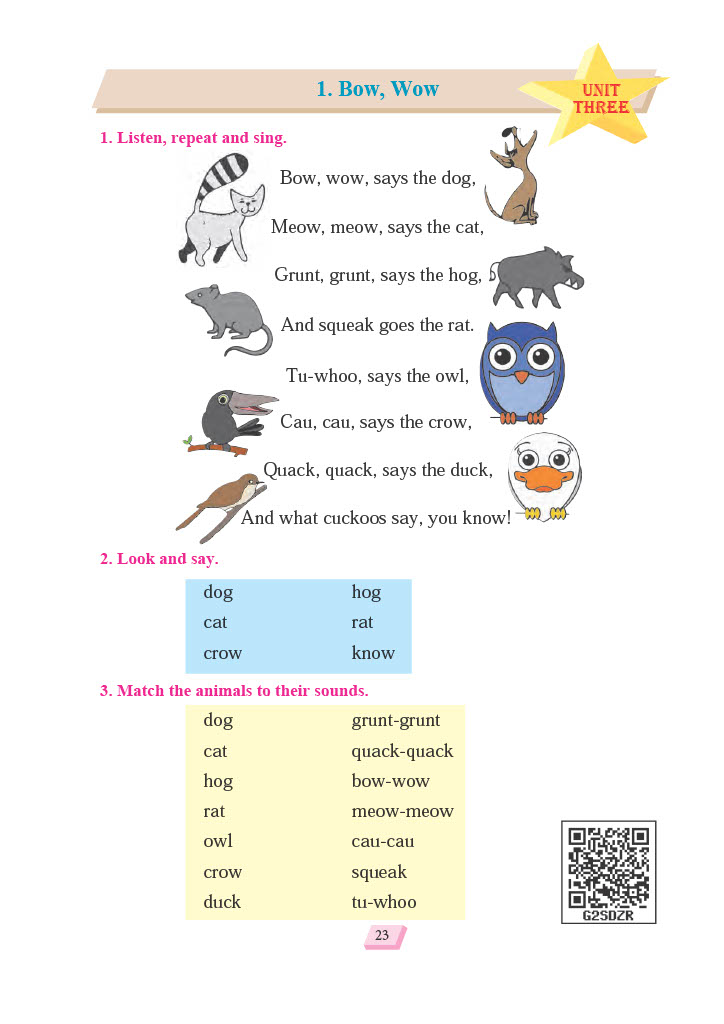 1. Bow, Wow
UNIT
THREE
1. Listen, repeat and sing.
Bow, wow, says the dog,
Meow, meow, says the cat,
Grunt, grunt, says the hog,
And squeak goes the rat.
Tu-whoo, says the owl,
Cau, cau, says the crow,
Quack, quack, says the duck,
And what cuckoos say, you know!
2. Look and say.
dog hog
cat rat
crow know
3. Match the animals to their sounds.
dog grunt-grunt
cat quack-quack
hog bow-wow
rat meow-meow
owl cau-cau
crow squeak
duck tu-whoo
G2SDZR
23